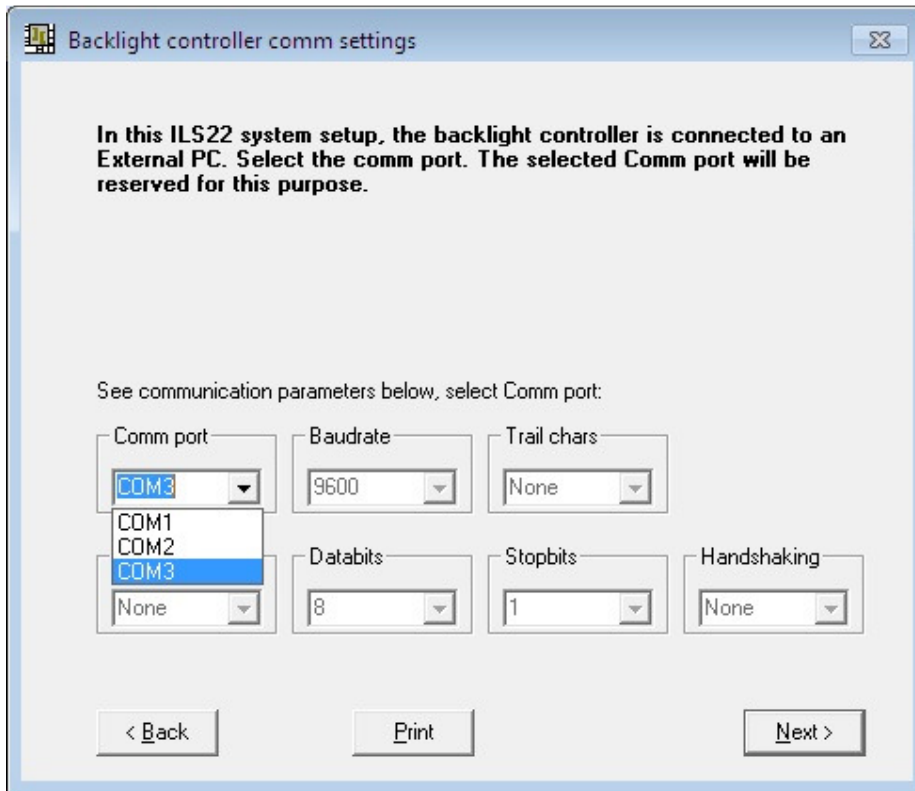 Backlight controller comm settings
In this ILS22 system setup, the backlight controller is connected to an
External PC. Select the comm port. The selected Comm port will be
reserved for this purpose.
See communication parameters below, select Comm port:
Comm port Baudrate Trail chars
COM3 9600 None
COM1
COM2
COM3
Databits Stopbits Handshaking
None 8 1 None
< Back Print Next >